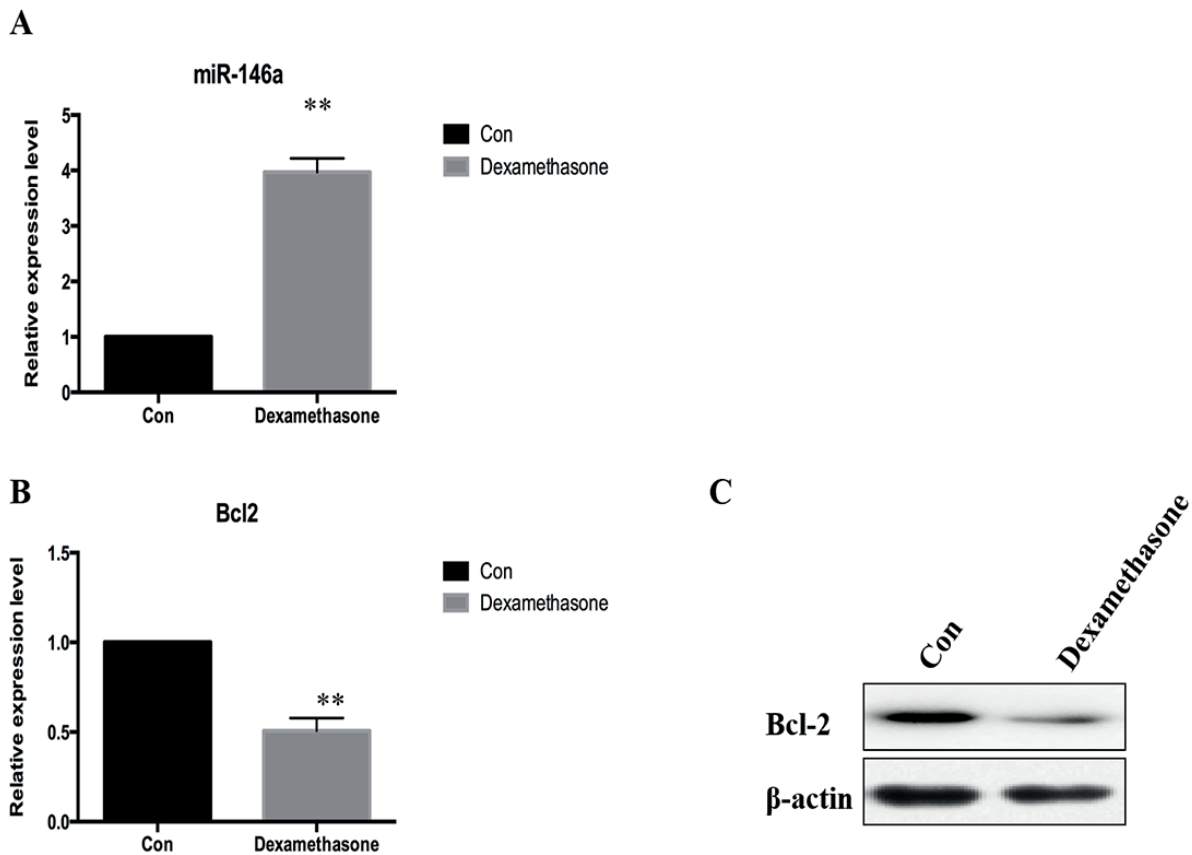 A
miR-146a
**
Relative expression level
5
4
3
2
1
0
Con
Dexamethasone
Con
Dexamethasone
B
Bcl2
**
Relative expression level
1.5
1.0
0.5
0.0
Con
Dexamethasone
Con
Dexamethasone
C
Con
Dexamethasone
Bcl-2
β-actin